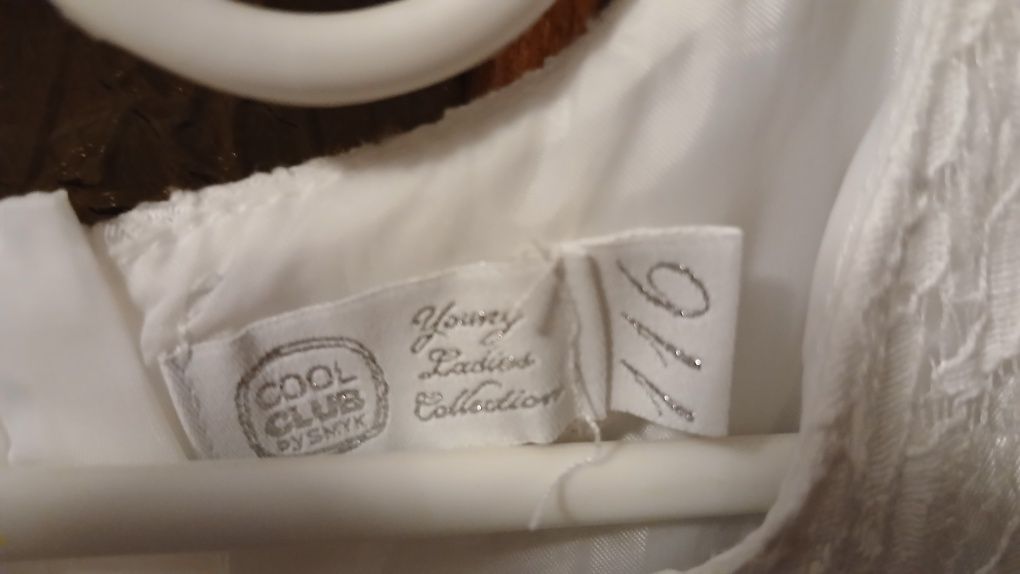 COOL
CLUB
BY SMYK
Young
Ladies
Collection
116